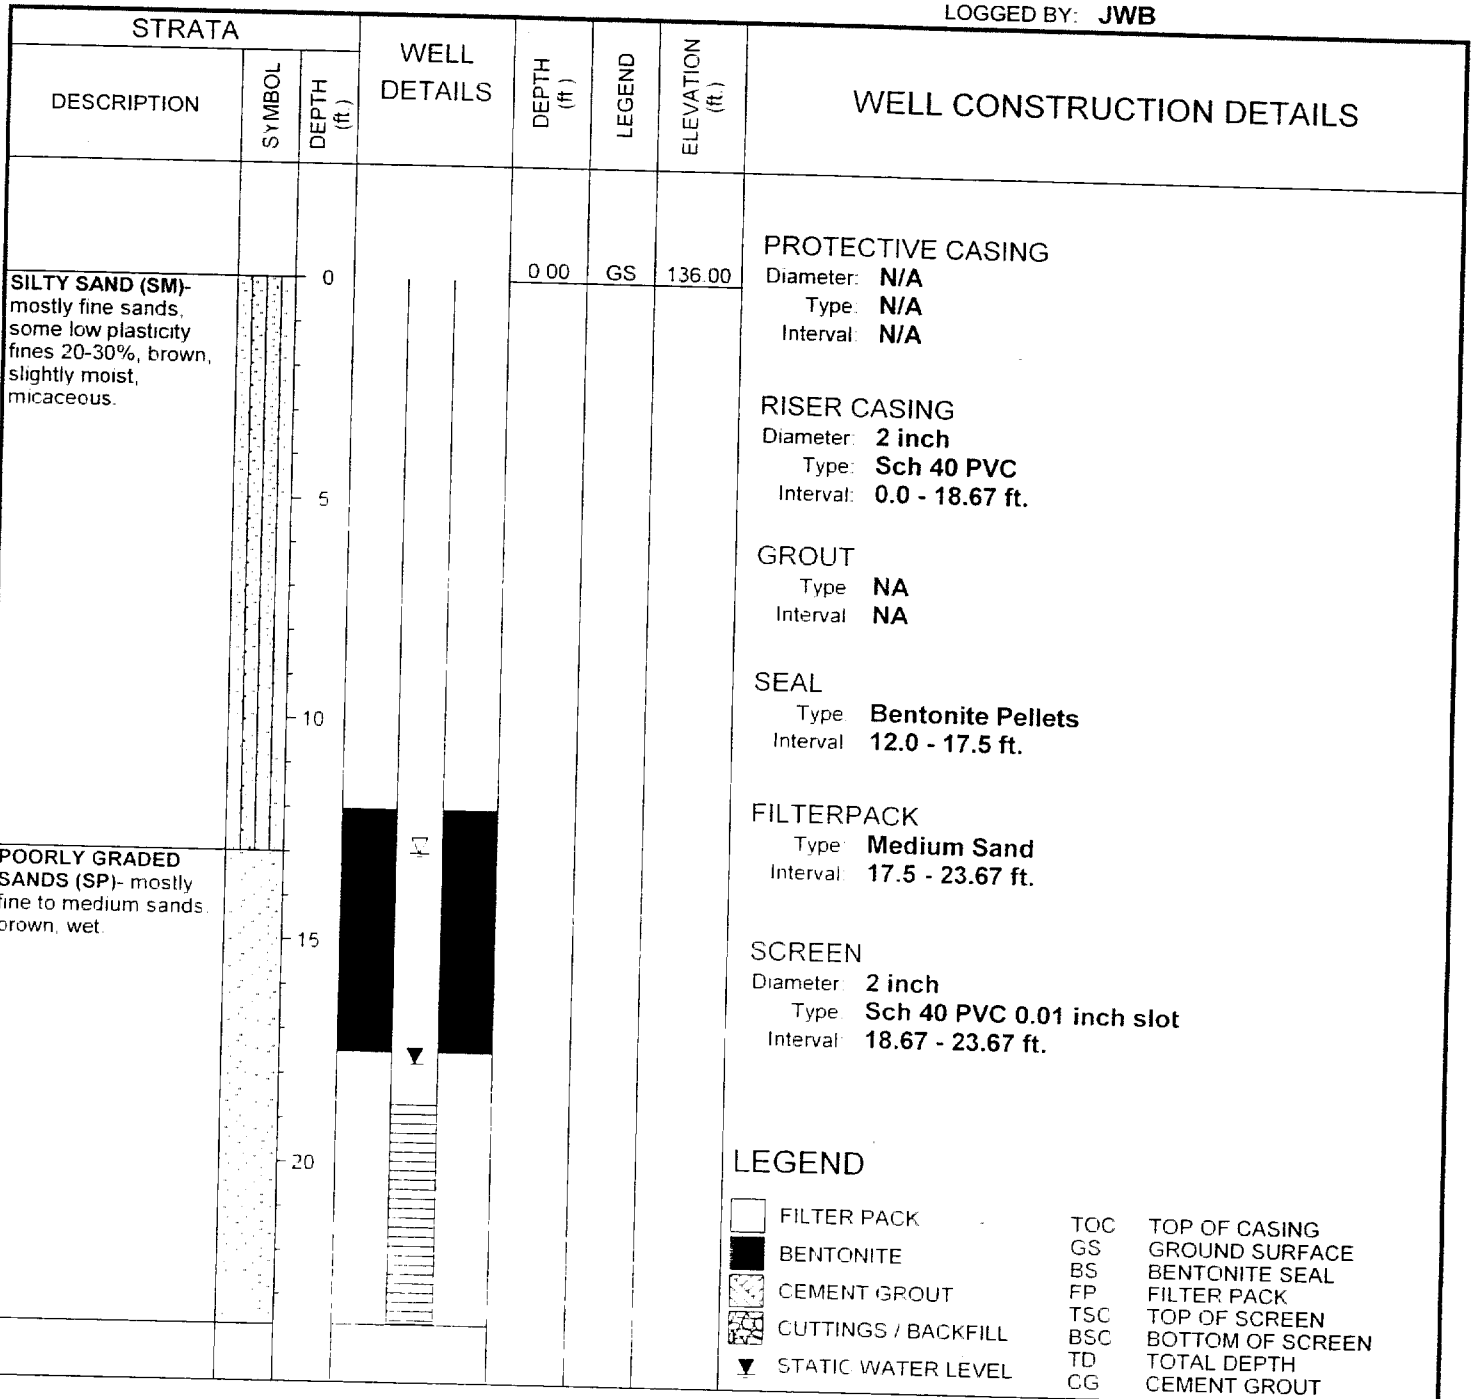 LOGGED BY: JWB
STRATA
DESCRIPTION
SYMBOL
DEPTH
(ft.)
WELL
DETAILS
DEPTH
(ft.)
LEGEND
ELEVATION
(ft.)
WELL CONSTRUCTION DETAILS
SILTY SAND (SM)-
mostly fine sands,
some low plasticity
fines 20-30%, brown,
slightly moist,
micaceous.
POORLY GRADED
SANDS (SP)- mostly
fine to medium sands
brown, wet.
0
5
10
15
20
0.00 GS 136.00
PROTECTIVE CASING
Diameter: N/A
Type: N/A
Interval: N/A
RISER CASING
Diameter: 2 inch
Type: Sch 40 PVC
Interval: 0.0 - 18.67 ft.
GROUT
Type NA
Interval NA
SEAL
Type Bentonite Pellets
Interval 12.0 - 17.5 ft.
FILTERPACK
Type Medium Sand
Interval: 17.5 - 23.67 ft.
SCREEN
Diameter: 2 inch
Type Sch 40 PVC 0.01 inch slot
Interval: 18.67 - 23.67 ft.
LEGEND
FILTER PACK
BENTONITE
CEMENT GROUT
CUTTINGS / BACKFILL
STATIC WATER LEVEL
TOC TOP OF CASING
GS GROUND SURFACE
BS BENTONITE SEAL
FP FILTER PACK
TSC TOP OF SCREEN
BSC BOTTOM OF SCREEN
TD TOTAL DEPTH
CG CEMENT GROUT